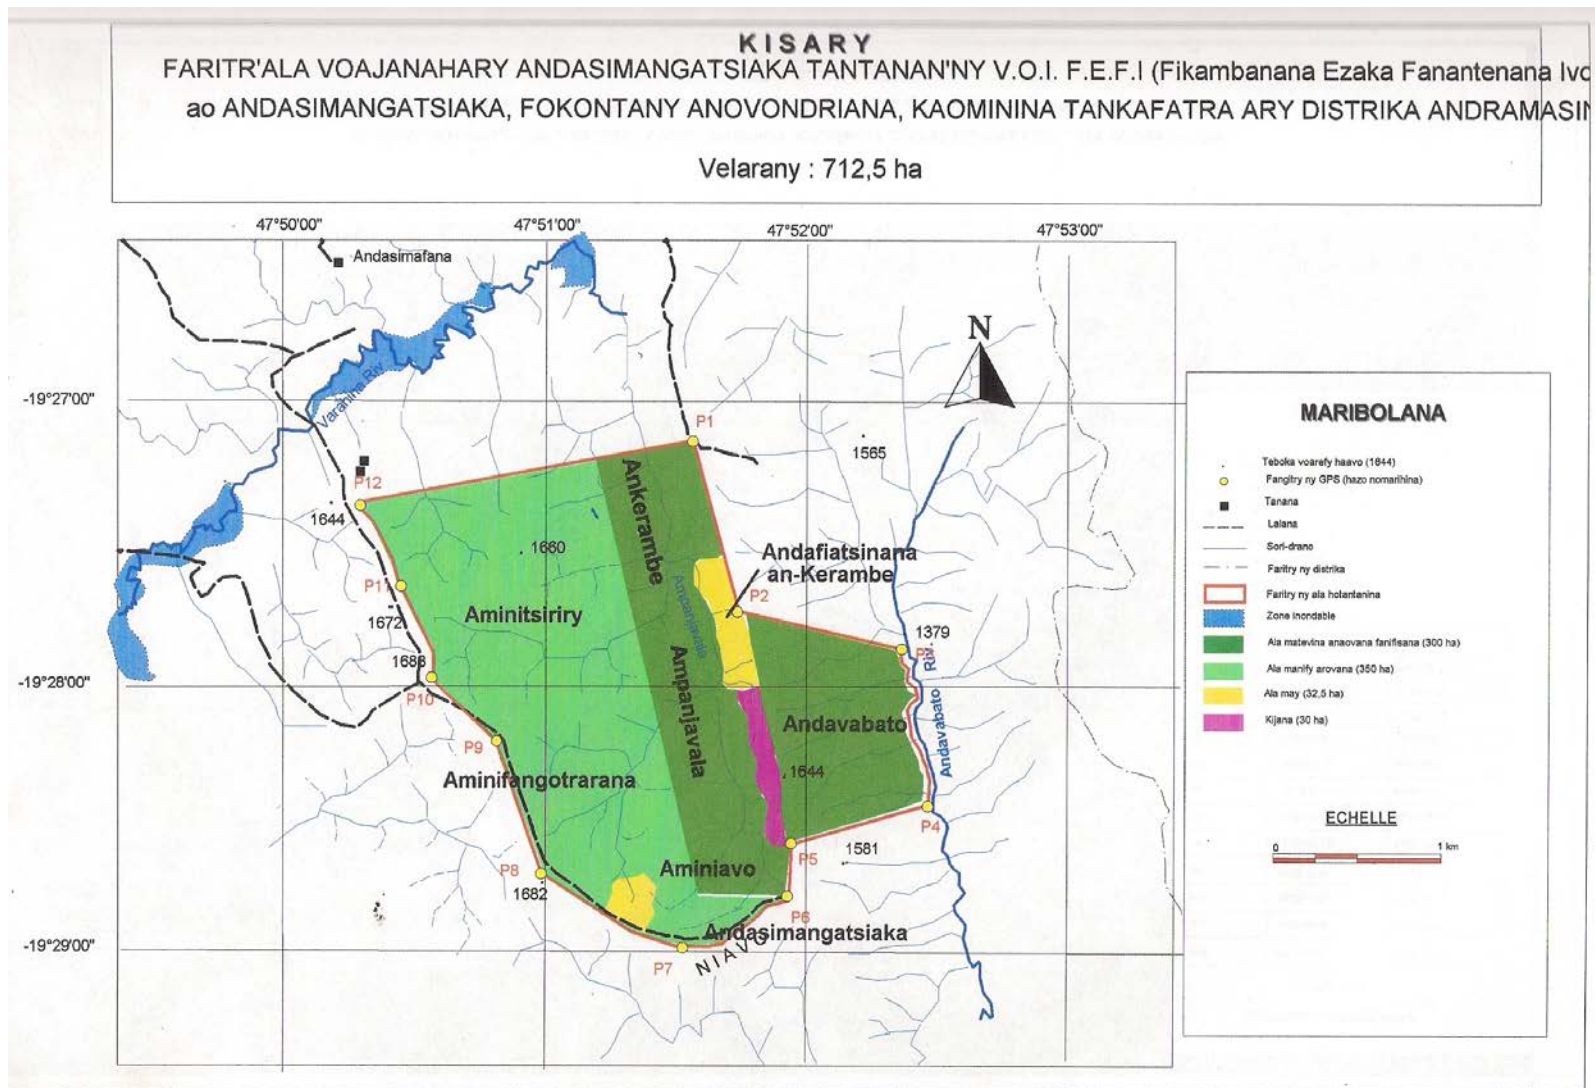 KISARY
FARITR'ALA VOAJANAHARY ANDASIMANGATSIAKA TANTANAN'NY V.O.I. F.E.F.I (Fikambanana Ezaka Fanantenana Ivo
ao ANDASIMANGATSIAKA, FOKONTANY ANOVONDRIANA, KAOMININA TANKAFATRA ARY DISTRIKA ANDRAMASIN
Velarany : 712,5 ha
47°50'00" 47°51'00" 47°52'00" 47°53'00"
Andasimafana
N
-19°27'00"
Varahina Riv
P1
1565
P12
1644
Ankerambe
1660
Andafiatsinana
an-Kerambe
P11
Ampanjavale
P2
Aminitsiriry
1672
1379
1688
-19°28'00"
P10
Ampanjavala
Andavabato
Andavabato Riv.
P9
Aminifangotrarana
1644
P4
P5
1581
P8
Aminiavo
1682
P6
Andasimangatsiaka
-19°29'00"
P7
NIAVO
MARIBOLANA
Teboka voarefy haavo (1644)
Fangitry ny GPS (hazo nomarihina)
Tanana
Lalana
Sori-drano
Faritry ny distrika
Faritry ny ala holantanina
Zone inondable
Ala matevina anaovana fanifisana (300 ha)
Ala manify arovana (350 ha)
Ala may (32,5 ha)
Kijana (30 ha)
ECHELLE
0 1 km